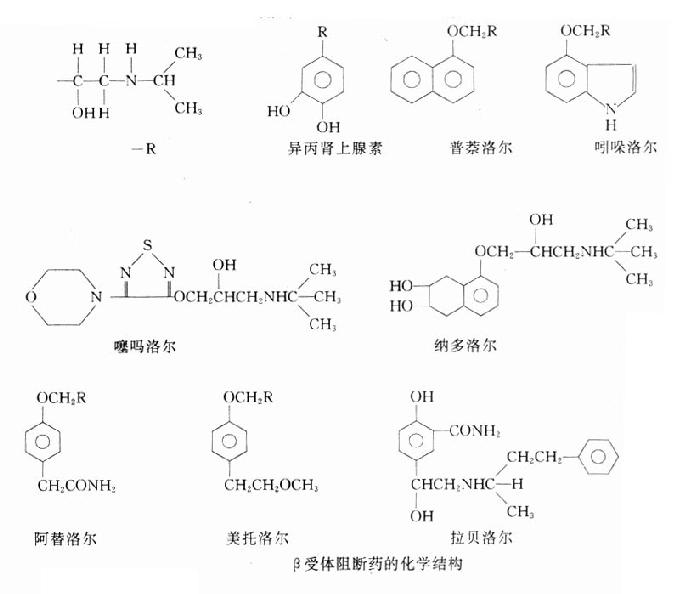 H H H CH₃
C—C—N—CH
OH H CH₃
—R
R
HO
OH
异丙肾上腺素
OCH₂R
普萘洛尔
OCH₂R
N
H
吲哚洛尔
S
N N
O N
OH
OCH₂CHCH₂NHC—CH₃
CH₃
CH₃
噻吗洛尔
OH
OCH₂—CHCH₂NHC—CH₃
CH₃
CH₃
HO
HO
纳多洛尔
OCH₂R
CH₂CONH₂
阿替洛尔
OCH₂R
CH₂CH₂OCH₃
美托洛尔
OH
CONH₂
CH₂CH₂
CHCH₂NHC—H
OH
CH₃
拉贝洛尔
β受体阻断药的化学结构